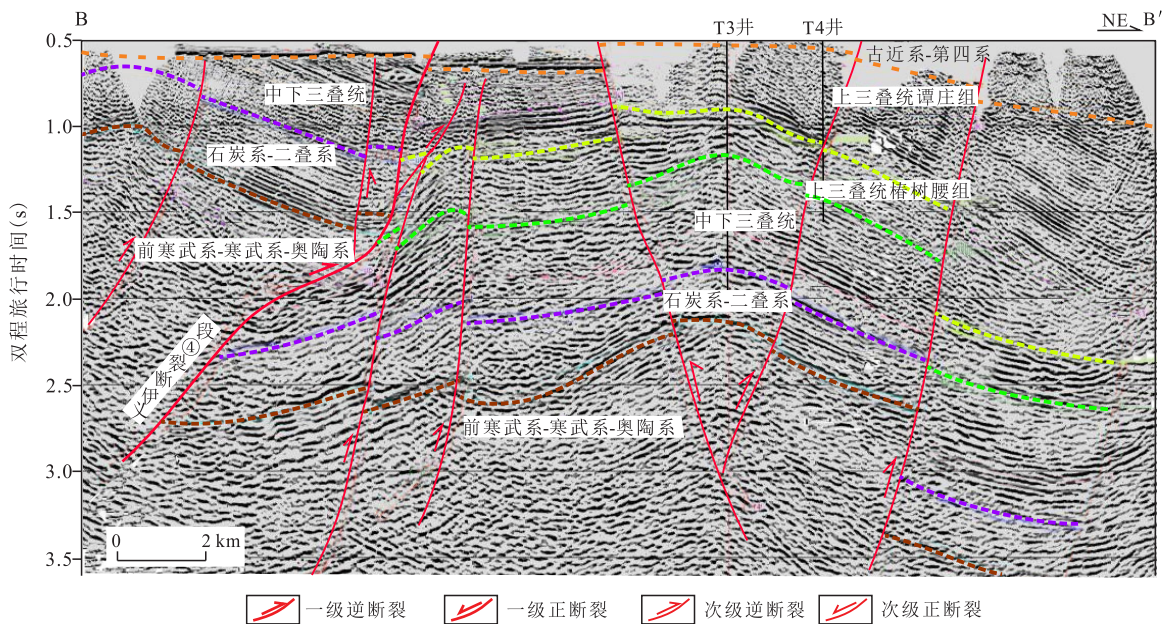 B
NE B′
T3井 T4井
0.5
古近系-第四系
中下三叠统
上三叠统谭庄组
1.0
石炭系-二叠系
上三叠统椿树腰组
1.5
中下三叠统
前寒武系-寒武系-奥陶系
双程旅行时间(s)
2.0
石炭系-二叠系
义伊断裂④段
2.5
前寒武系-寒武系-奥陶系
3.0
0 2 km
3.5
一级逆断裂 一级正断裂 次级逆断裂 次级正断裂